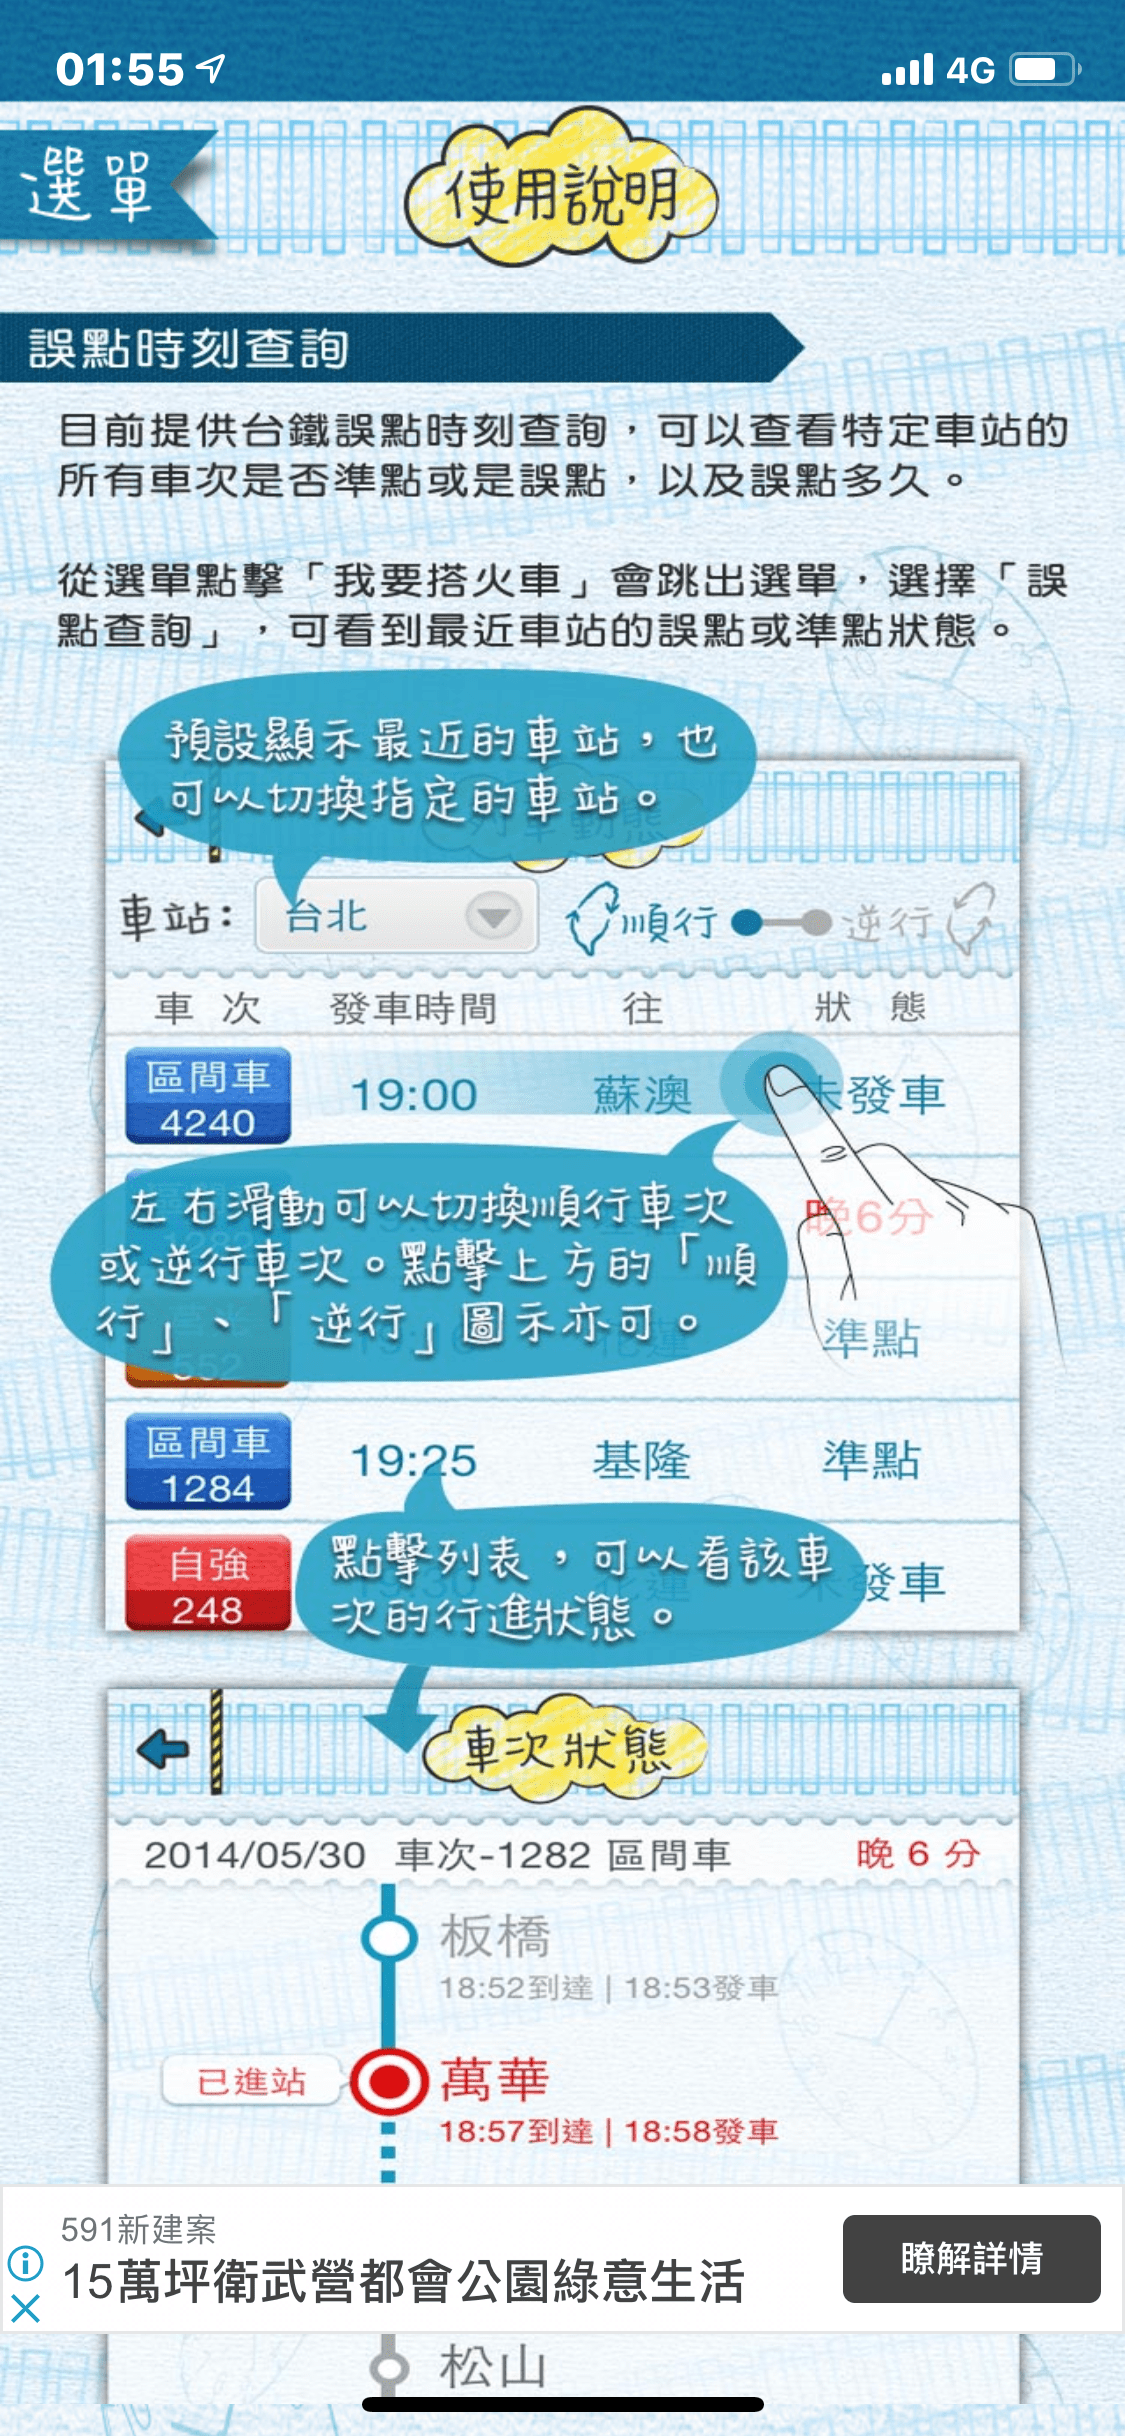 01:55
4G
選單
使用說明
誤點時刻查詢
目前提供台鐵誤點時刻查詢，可以查看特定車站的
所有車次是否準點或是誤點，以及誤點多久。
從選單點擊「我要搭火車」會跳出選單，選擇「誤
點查詢」，可看到最近車站的誤點或準點狀態。
預設顯示最近的車站，也
可以切換指定的車站。
列車動態
車站：
台北
順行
逆行
車次 發車時間 往 狀態
區間車
4240
19:00 蘇澳 未發車
晚6分
左右滑動可以切換順行車次
或逆行車次。點擊上方的「順
行」、「逆行」圖示亦可。
552
花蓮 準點
區間車
1284
19:25 基隆 準點
自強
248
19:30 花蓮 未發車
點擊列表，可以看該車
次的行進狀態。
車次狀態
2014/05/30 車次-1282 區間車 晚 6 分
板橋
18:52到達 | 18:53發車
已進站
萬華
18:57到達 | 18:58發車
591新建案
15萬坪衛武營都會公園綠意生活
瞭解詳情
松山